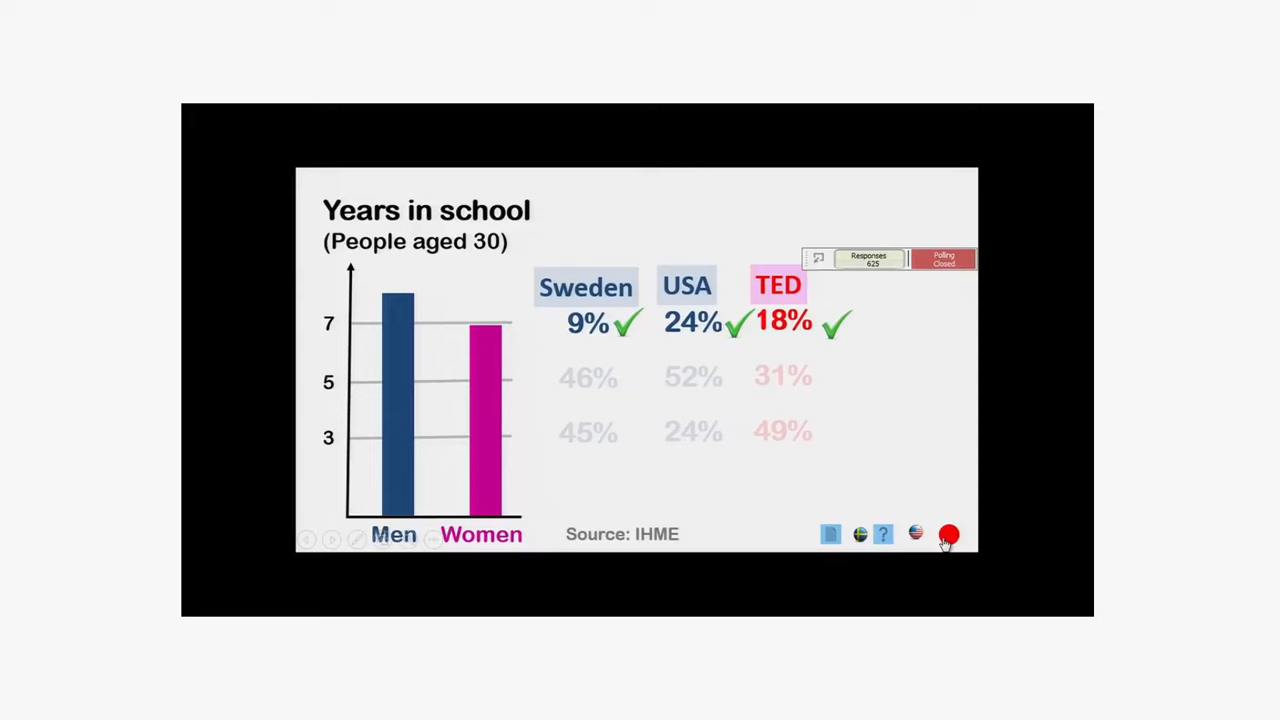 Years in school
(People aged 30)
Responses
625
Polling
Closed
Sweden USA TED
9% 24% 18%
7
5
46% 52% 31%
3
45% 24% 49%
Men Women
Source: IHME
?